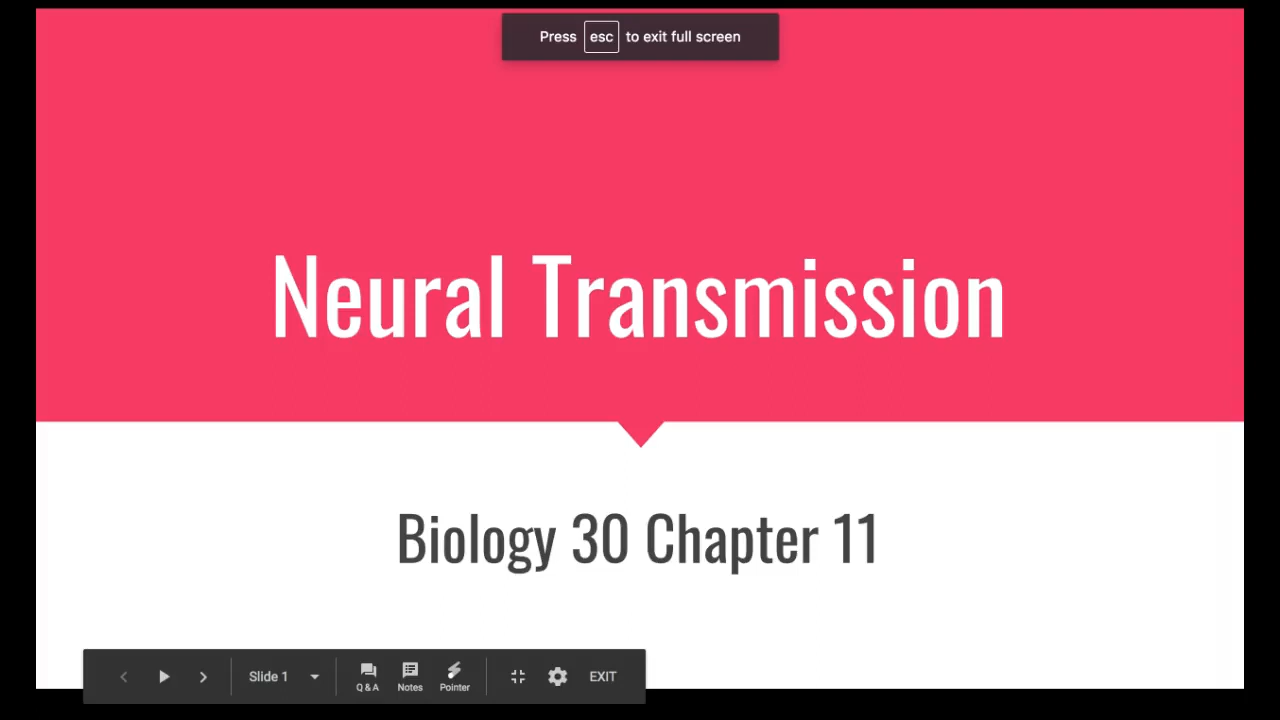 Press esc to exit full screen
Neural Transmission
Biology 30 Chapter 11
Slide 1
Q & A
Notes
Pointer
EXIT